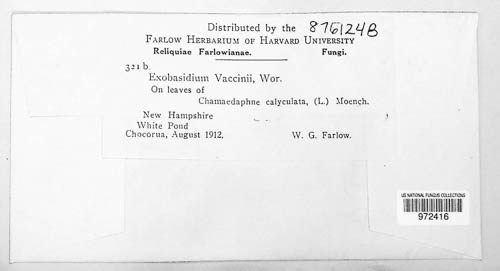 Distributed by the 876124B
FARLOW HERBARIUM OF HARVARD UNIVERSITY
Reliquiae Farlowianae. Fungi.
321 b.
Exobasidium Vaccinii, Wor.
On leaves of
Chamaedaphne calyculata, (L.) Moench.
New Hampshire
White Pond
Chocorua, August 1912. W. G. Farlow.
US NATIONAL FUNGUS COLLECTIONS
972416